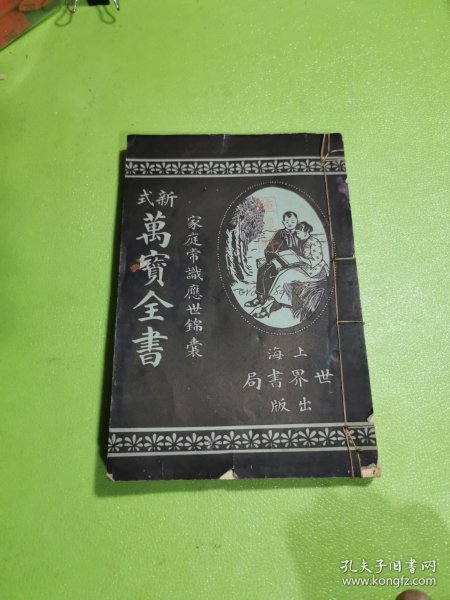 新式
萬寶全書
家庭常識應世錦囊
上海
世界書局
出版
孔夫子旧书网
www.kongfz.com